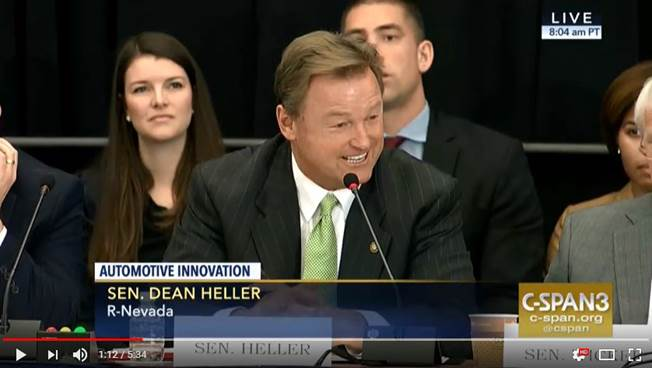 LIVE
8:04 am PT
AUTOMOTIVE INNOVATION
SEN. DEAN HELLER
R-Nevada
C-SPAN3
c-span.org
@cspan
1:12 / 5:34
HD
SEN. HELLER